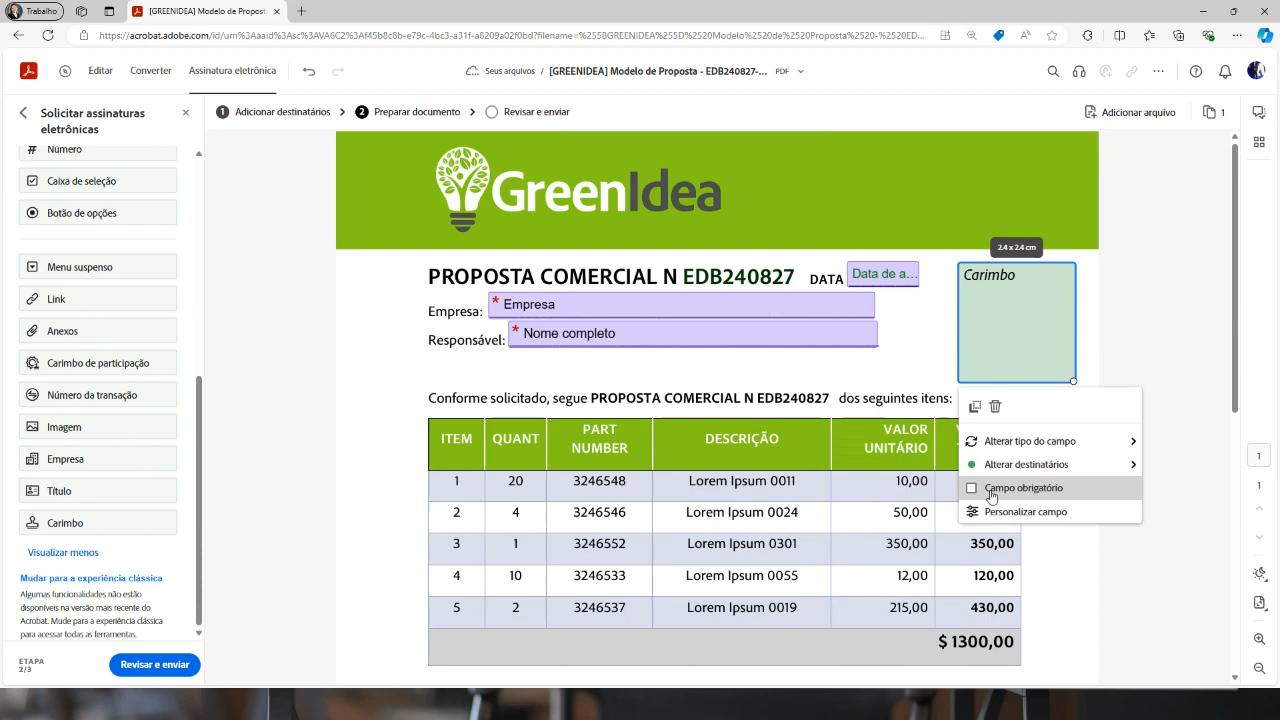 Trabalho
[GREENIDEA] Modelo de Propost
https://acrobat.adobe.com/id/urn%3Aaaid%3Asc%3AVA6C2%3Af45m8b8c-b8be-e79c-4bc3-a31f-a8209a02f0bd?filename=%255BGREENIDEA%255D%2520Modelo%2520de%2520Proposta%2520-%2520ED...
Editar
Converter
Assinatura eletrônica
Seus arquivos / [GREENIDEA] Modelo de Proposta - EDB240827-... PDF
Solicitar assinaturas
eletrônicas
1 Adicionar destinatários
2 Preparar documento
Revisar e enviar
Adicionar arquivo
1
Número
Caixa de seleção
Botão de opções
Menu suspenso
Link
Anexos
Carimbo de participação
Número da transação
Imagem
Empresa
Título
Carimbo
Visualizar menos
Mudar para a experiência clássica
Algumas funcionalidades não estão
disponíveis na versão mais recente do
Acrobat. Mude para a experiência clássica
para acessar todas as ferramentas.
ETAPA
2/3
Revisar e enviar
GreenIdea
2.4 x 2.4 cm
PROPOSTA COMERCIAL N EDB240827 DATA Data de a...
Carimbo
Empresa: * Empresa
Responsável: * Nome completo
Conforme solicitado, segue PROPOSTA COMERCIAL N EDB240827 dos seguintes itens:
ITEM QUANT PART NUMBER DESCRIÇÃO VALOR UNITÁRIO
1 20 3246548 Lorem Ipsum 0011 10,00
2 4 3246546 Lorem Ipsum 0024 50,00
3 1 3246552 Lorem Ipsum 0301 350,00 350,00
4 10 3246533 Lorem Ipsum 0055 12,00 120,00
5 2 3246537 Lorem Ipsum 0019 215,00 430,00
$ 1300,00
Alterar tipo do campo
Alterar destinatários
Campo obrigatório
Personalizar campo
1
1